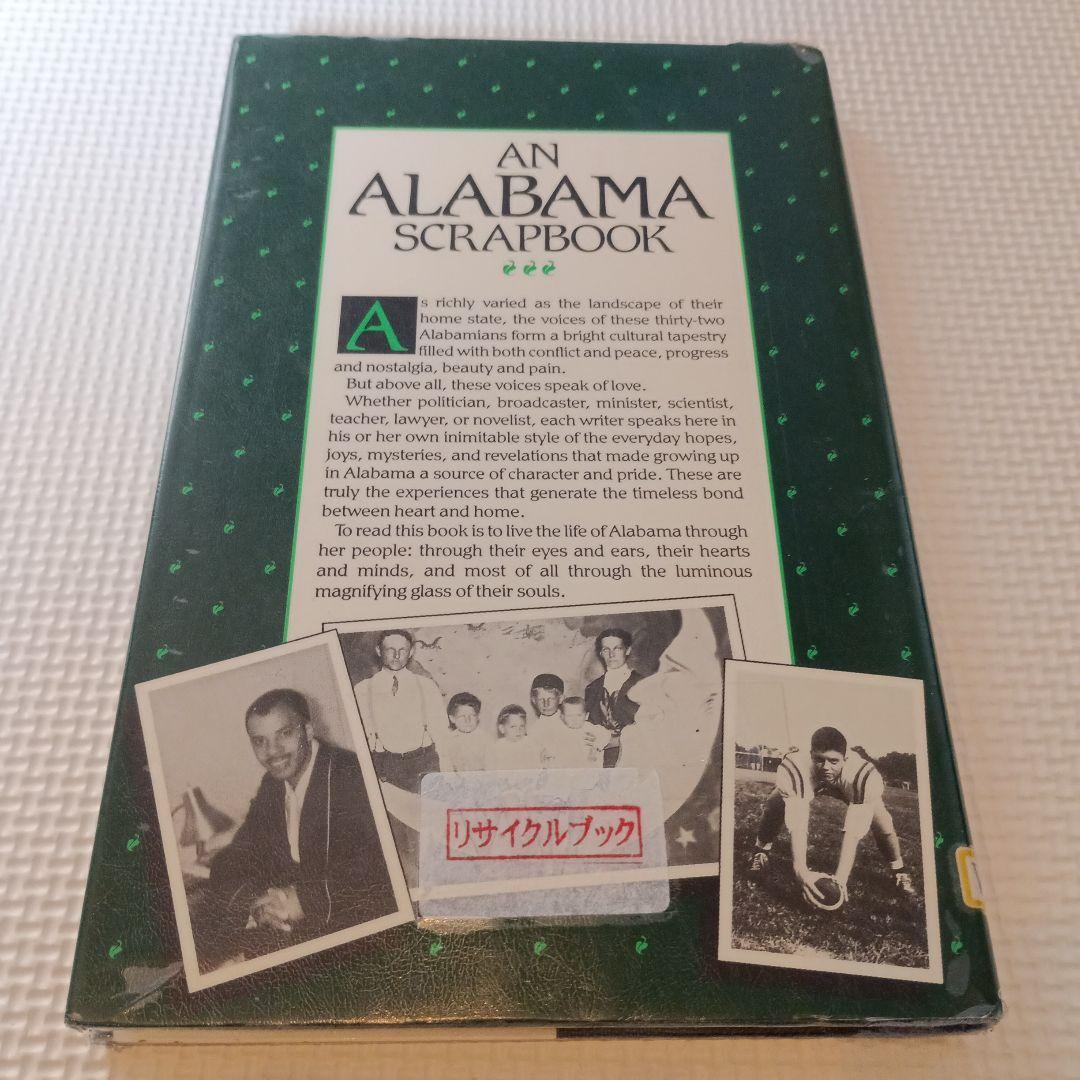 AN
ALABAMA
SCRAPBOOK
As richly varied as the landscape of their
home state, the voices of these thirty-two
Alabamians form a bright cultural tapestry
filled with both conflict and peace, progress
and nostalgia, beauty and pain.
But above all, these voices speak of love.
Whether politician, broadcaster, minister, scientist,
teacher, lawyer, or novelist, each writer speaks here in
his or her own inimitable style of the everyday hopes,
joys, mysteries, and revelations that made growing up
in Alabama a source of character and pride. These are
truly the experiences that generate the timeless bond
between heart and home.
To read this book is to live the life of Alabama through
her people: through their eyes and ears, their hearts
and minds, and most of all through the luminous
magnifying glass of their souls.
リサイクルブック